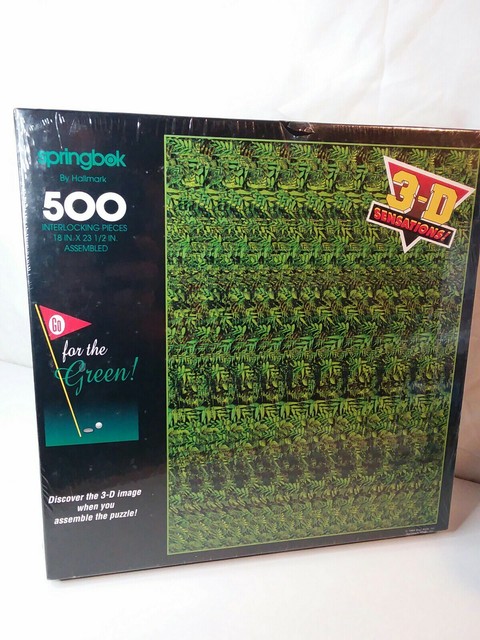 springbok
By Hallmark
500
INTERLOCKING PIECES
18 IN. X 23 1/2 IN.
ASSEMBLED
3-D
SENSATIONS!
Go
for the
Green!
Discover the 3-D image
when you
assemble the puzzle!